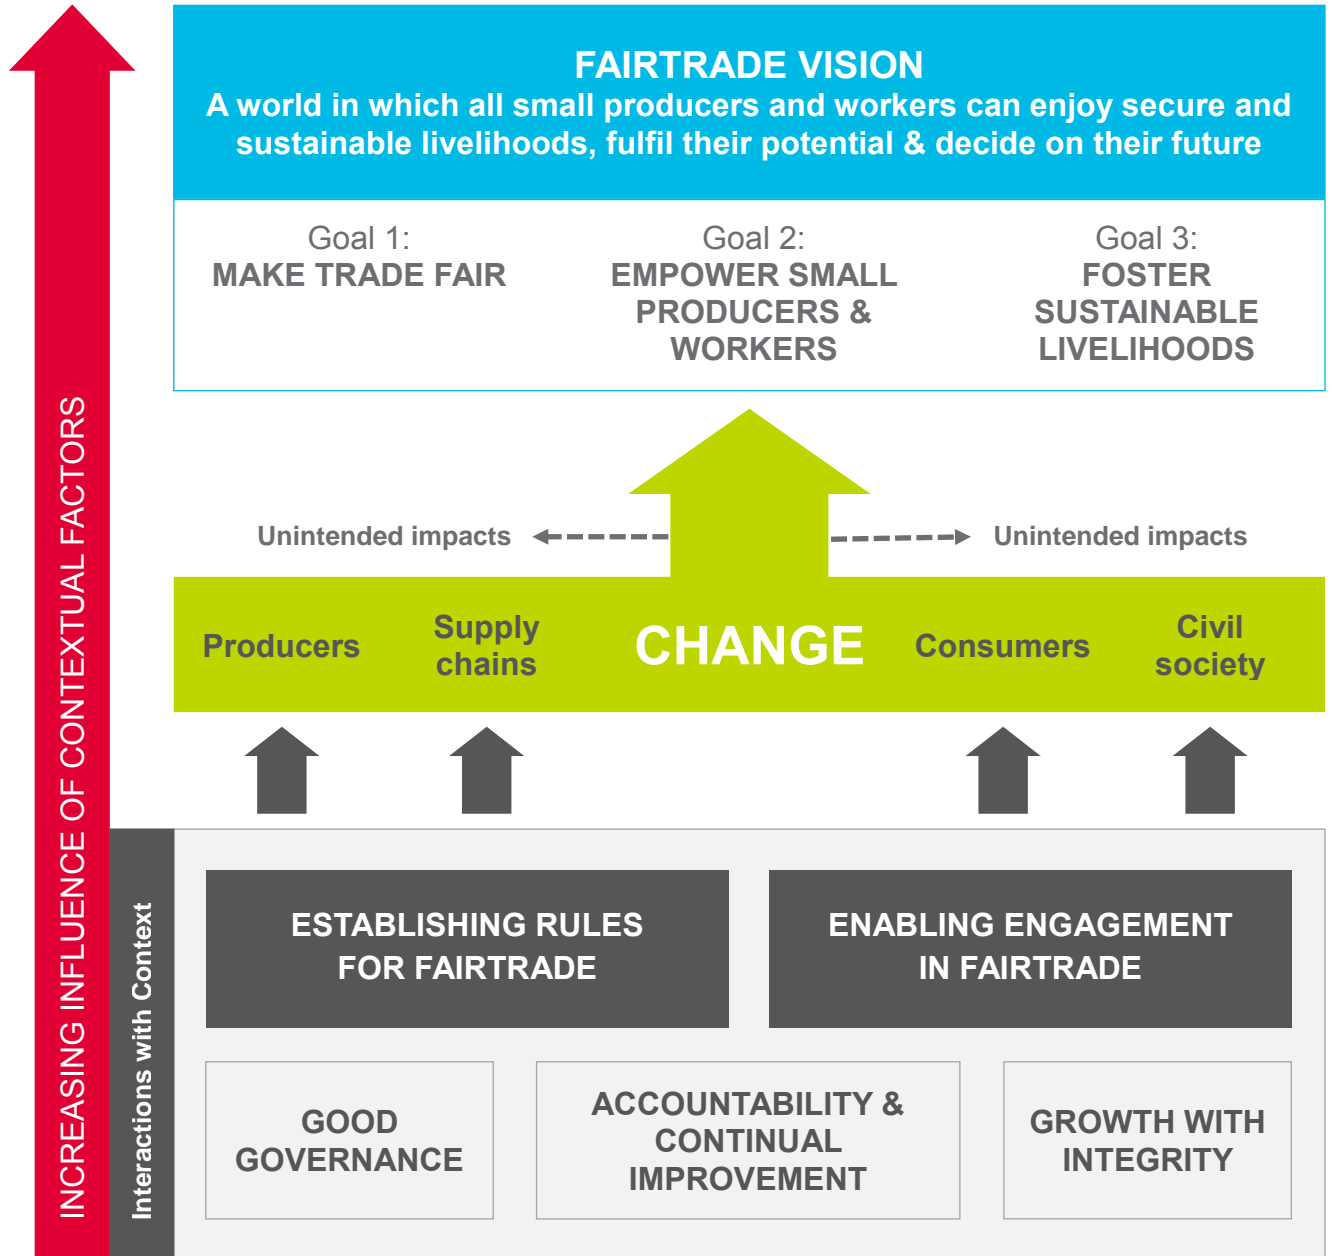 FAIRTRADE VISION
A world in which all small producers and workers can enjoy secure and
sustainable livelihoods, fulfil their potential & decide on their future
Goal 1:
MAKE TRADE FAIR
Goal 2:
EMPOWER SMALL
PRODUCERS &
WORKERS
Goal 3:
FOSTER
SUSTAINABLE
LIVELIHOODS
INCREASING INFLUENCE OF CONTEXTUAL FACTORS
Unintended impacts
Unintended impacts
Producers
Supply
chains
CHANGE
Consumers
Civil
society
Interactions with Context
ESTABLISHING RULES
FOR FAIRTRADE
ENABLING ENGAGEMENT
IN FAIRTRADE
GOOD
GOVERNANCE
ACCOUNTABILITY &
CONTINUAL
IMPROVEMENT
GROWTH WITH
INTEGRITY